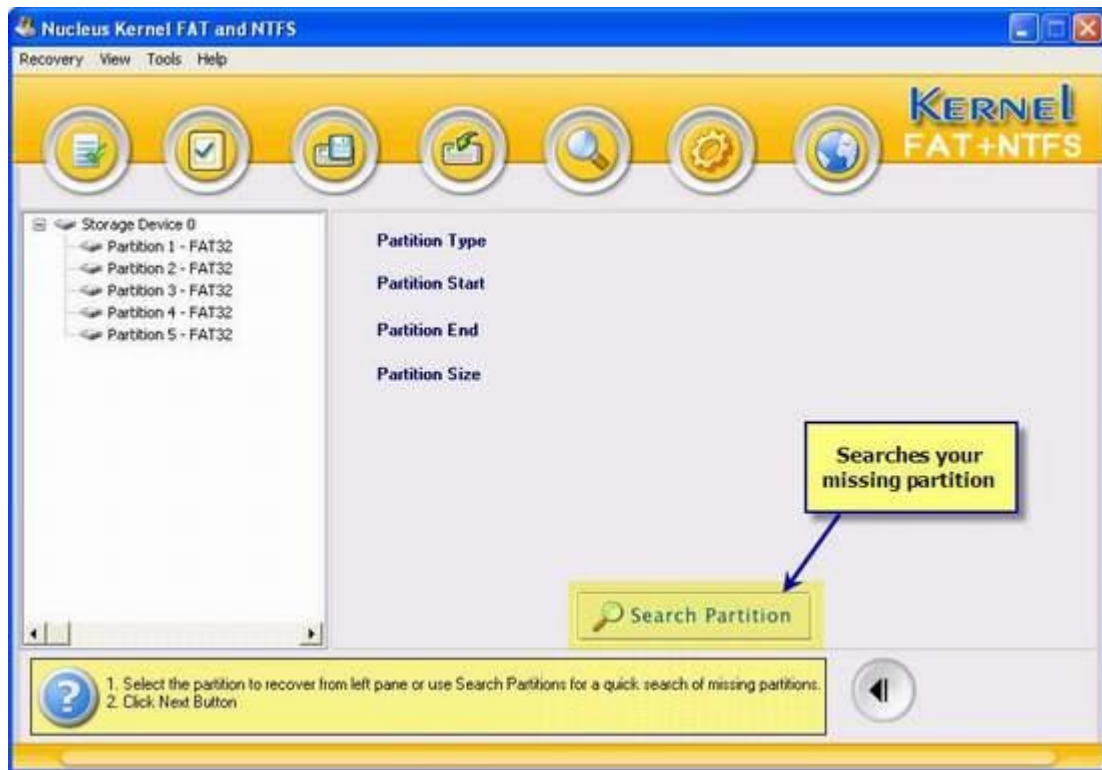 Nucleus Kernel FAT and NTFS
Recovery View Tools Help
KERNEl
FAT+NTFS
Storage Device 0
Partition 1 - FAT32
Partition 2 - FAT32
Partition 3 - FAT32
Partition 4 - FAT32
Partition 5 - FAT32
Partition Type
Partition Start
Partition End
Partition Size
Searches your
missing partition
Search Partition
1. Select the partition to recover from left pane or use Search Partitions for a quick search of missing partitions.
2. Click Next Button